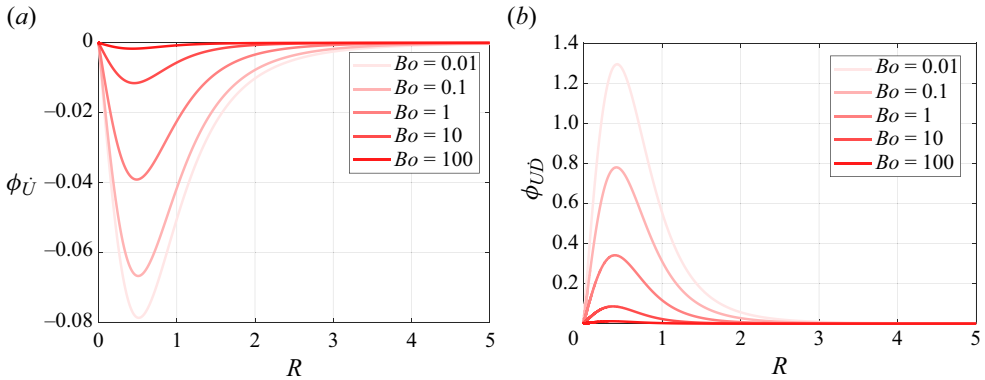 (a)
0
−0.02
−0.04
−0.06
−0.08
ϕU̇
0 1 2 3 4 5
R
Bo = 0.01
Bo = 0.1
Bo = 1
Bo = 10
Bo = 100
(b)
1.4
1.2
1.0
0.8
0.6
0.4
0.2
0
ϕUḊ
0 1 2 3 4 5
R
Bo = 0.01
Bo = 0.1
Bo = 1
Bo = 10
Bo = 100